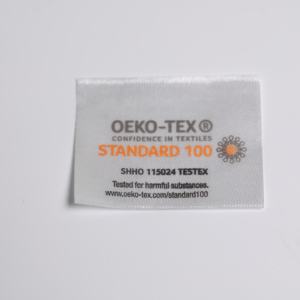 OEKO-TEX®
CONFIDENCE IN TEXTILES
STANDARD 100
SHHO 115024 TESTEX
Tested for harmful substances.
www.oeko-tex.com/standard100